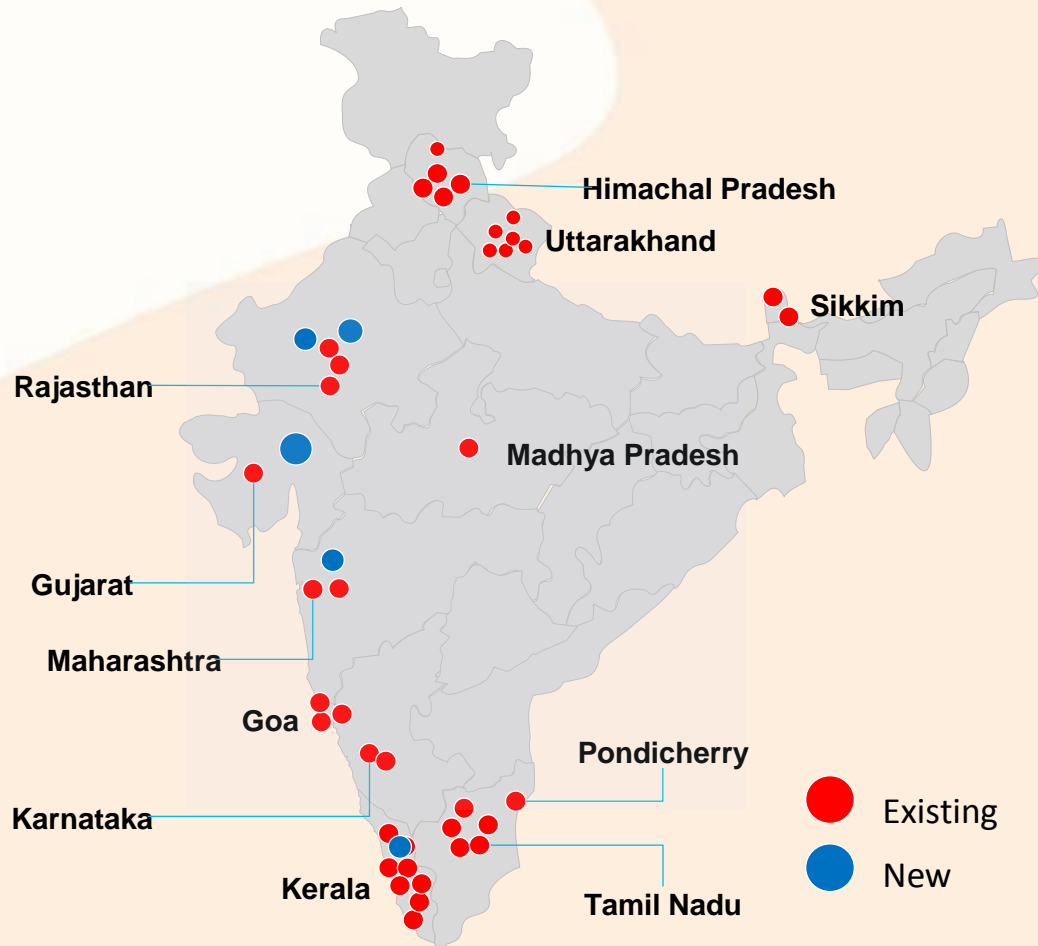 Himachal Pradesh
Uttarakhand
Sikkim
Rajasthan
Madhya Pradesh
Gujarat
Maharashtra
Goa
Pondicherry
Existing
Karnataka
New
Kerala
Tamil Nadu